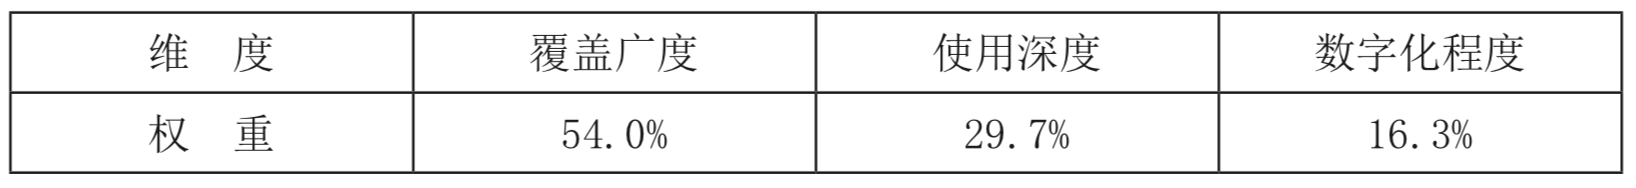 维 度 覆盖广度 使用深度 数字化程度
权 重 54.0% 29.7% 16.3%